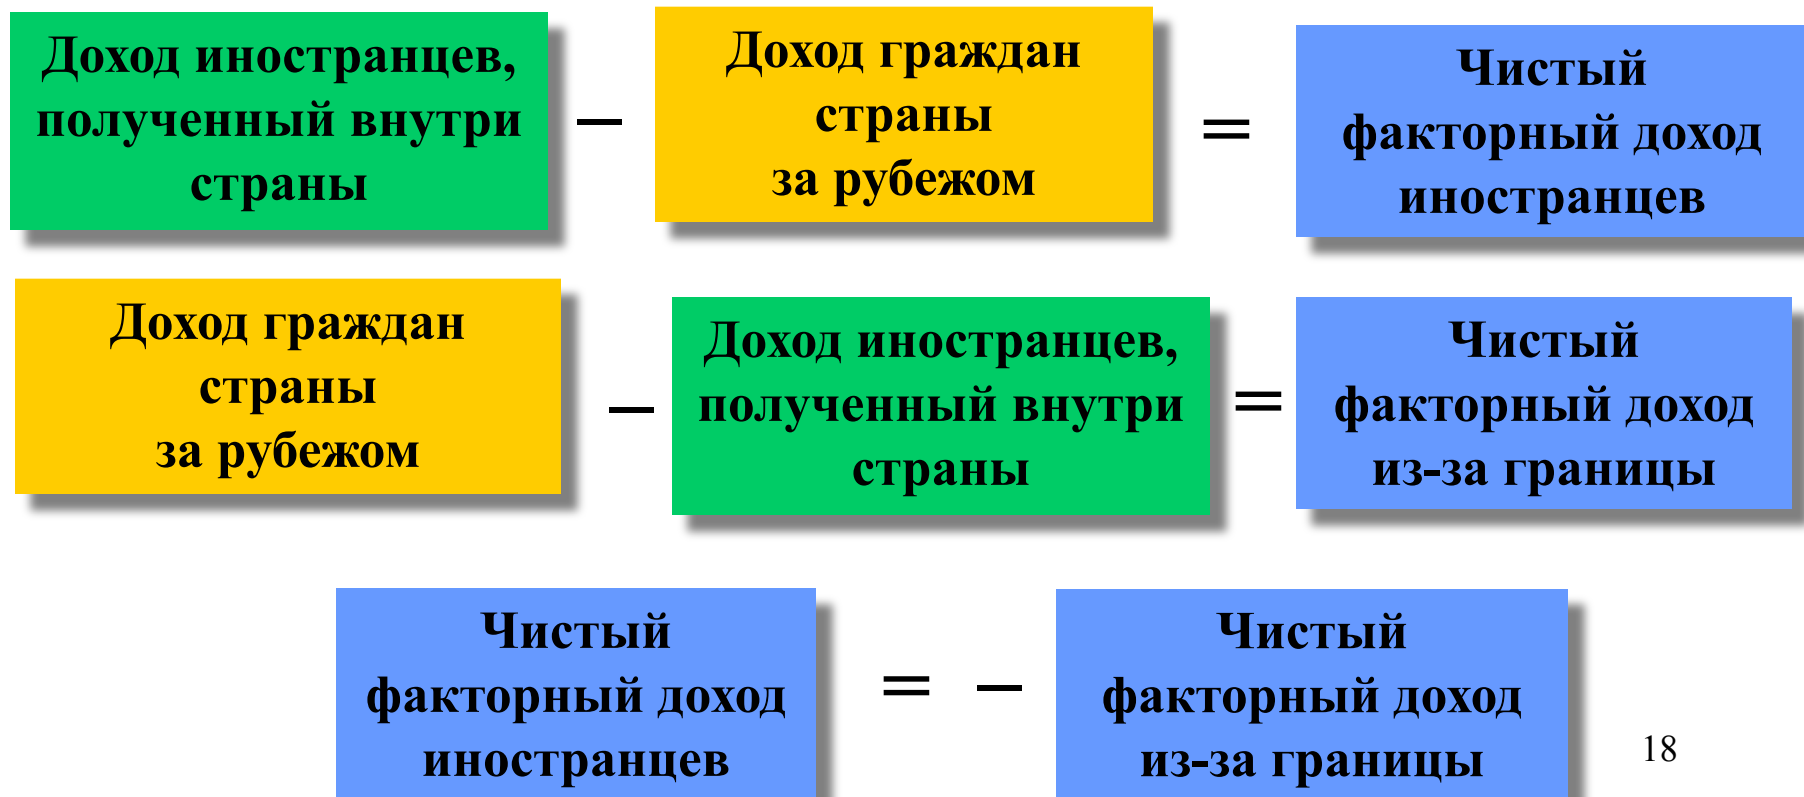 Доход иностранцев,
полученный внутри
страны
–
Доход граждан
страны
за рубежом
=
Чистый
факторный доход
иностранцев
Доход граждан
страны
за рубежом
–
Доход иностранцев,
полученный внутри
страны
=
Чистый
факторный доход
из-за границы
Чистый
факторный доход
иностранцев
= –
Чистый
факторный доход
из-за границы
18